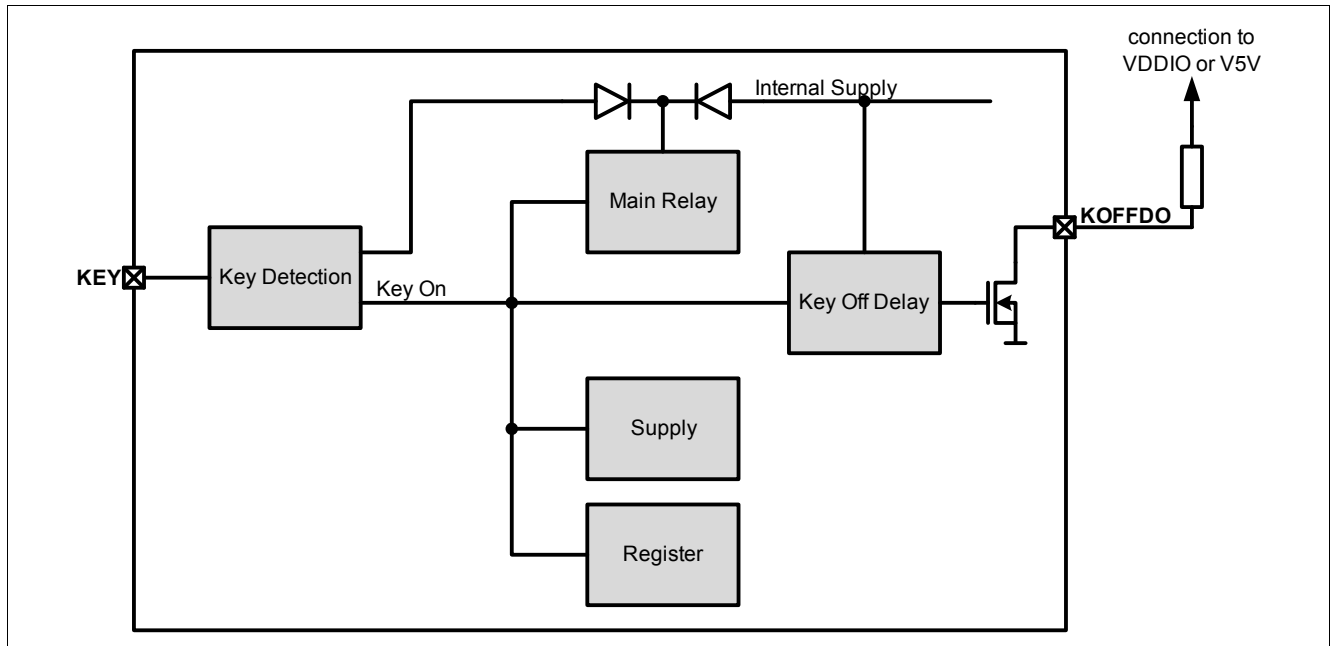 connection to
VDDIO or V5V
Internal Supply
Main Relay
KOFFDO
KEY
Key Detection
Key On
Key Off Delay
Supply
Register